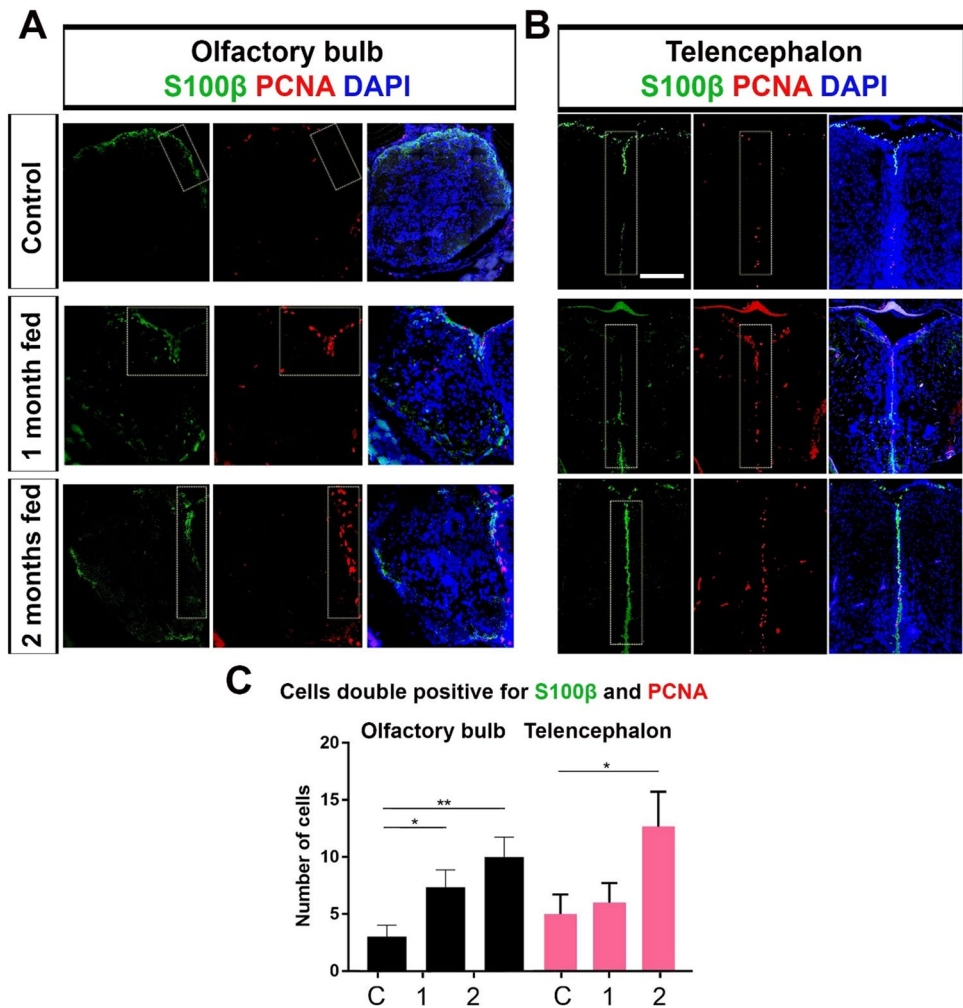 A
B
Olfactory bulb
S100β PCNA DAPI
Telencephalon
S100β PCNA DAPI
Control
1 month fed
2 months fed
C
Cells double positive for S100β and PCNA
Olfactory bulb
Telencephalon
Number of cells
20
15
10
5
0
*
**
*
C 1 2
C 1 2